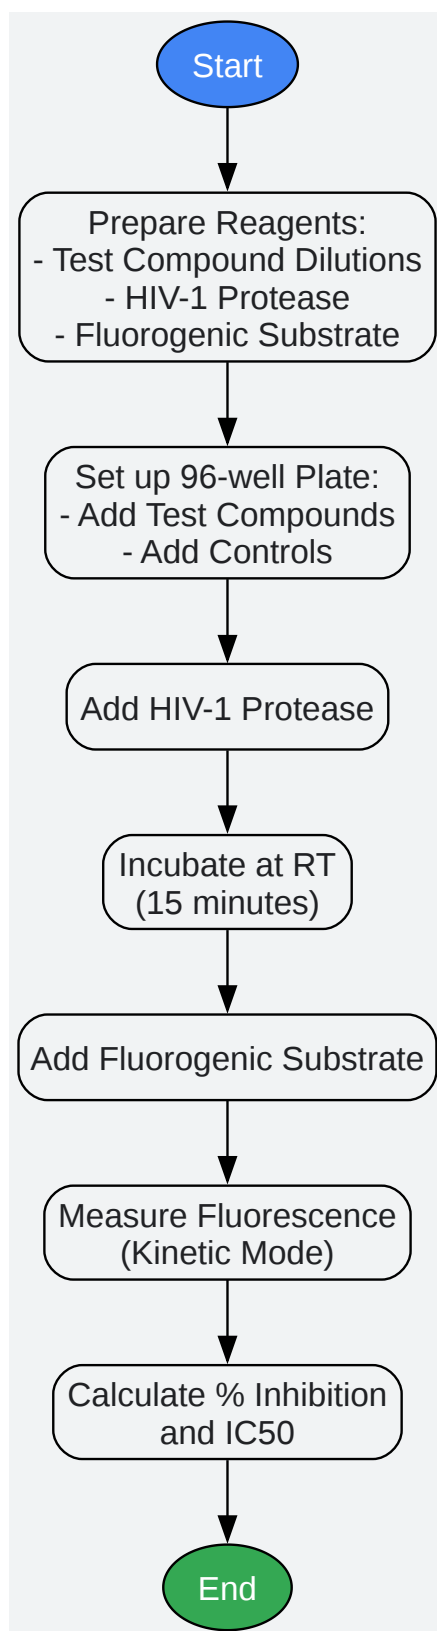 Start
Prepare Reagents:
- Test Compound Dilutions
- HIV-1 Protease
- Fluorogenic Substrate
Set up 96-well Plate:
- Add Test Compounds
- Add Controls
Add HIV-1 Protease
Incubate at RT
(15 minutes)
Add Fluorogenic Substrate
Measure Fluorescence
(Kinetic Mode)
Calculate % Inhibition
and IC50
End